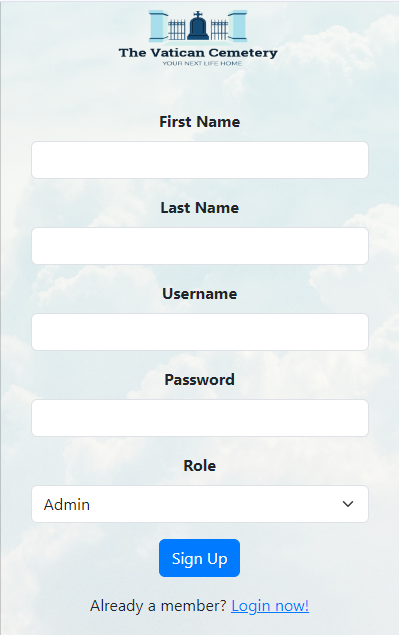 The Vatican Cemetery
YOUR NEXT LIFE HOME
First Name
Last Name
Username
Password
Role
Admin
Sign Up
Already a member? Login now!